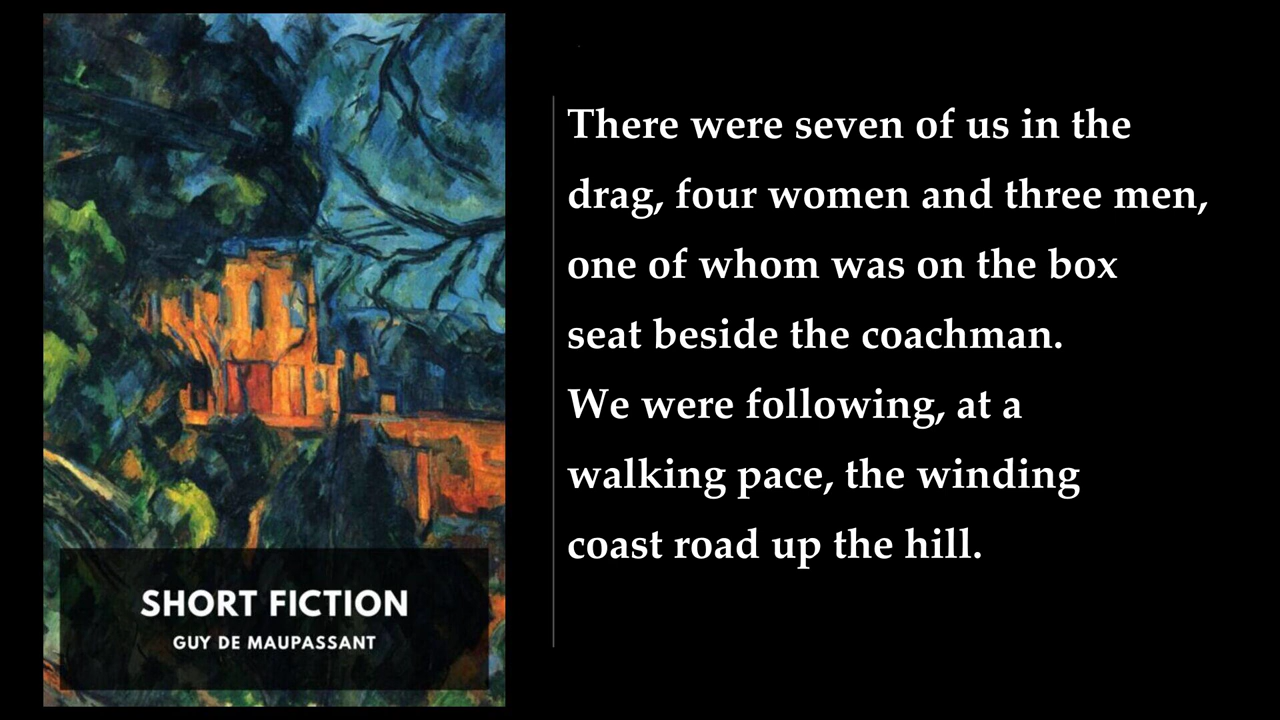 SHORT FICTION
GUY DE MAUPASSANT
There were seven of us in the
drag, four women and three men,
one of whom was on the box
seat beside the coachman.
We were following, at a
walking pace, the winding
coast road up the hill.